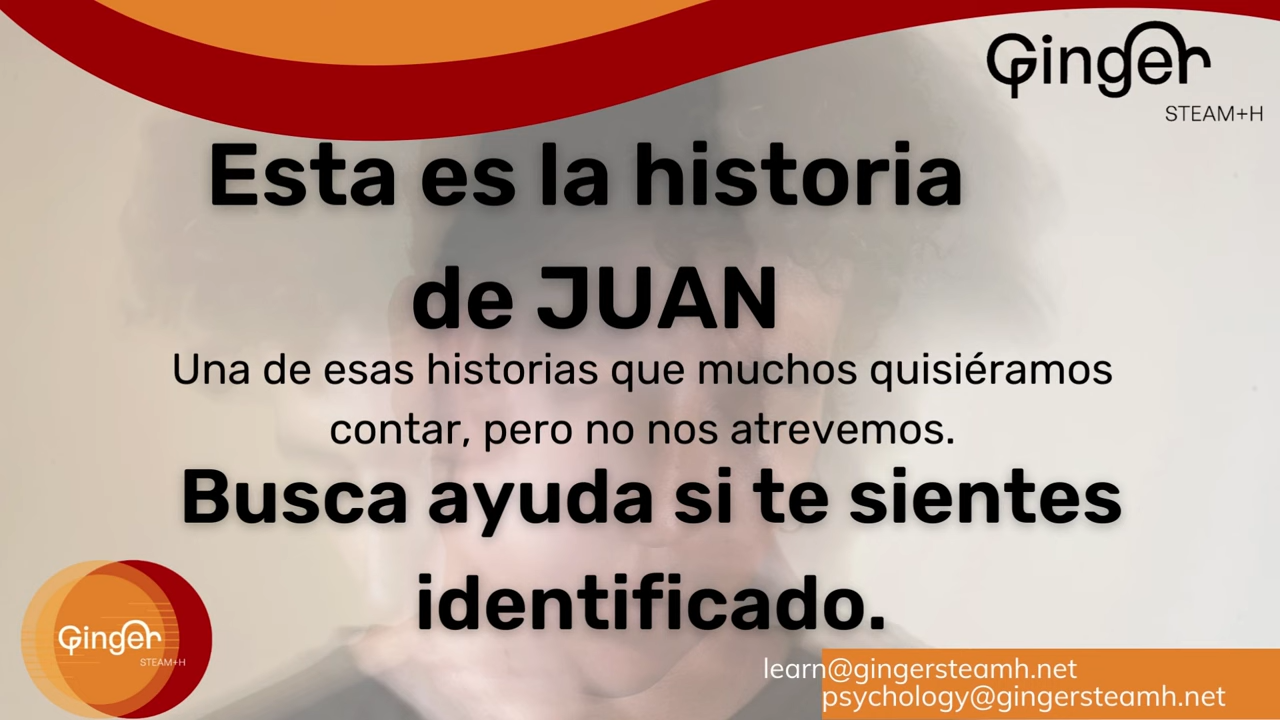 Ginger
STEAM+H
Esta es la historia
de JUAN
Una de esas historias que muchos quisiéramos
contar, pero no nos atrevemos.
Busca ayuda si te sientes
identificado.
Ginger
STEAM+H
learn@gingersteamh.net
psychology@gingersteamh.net